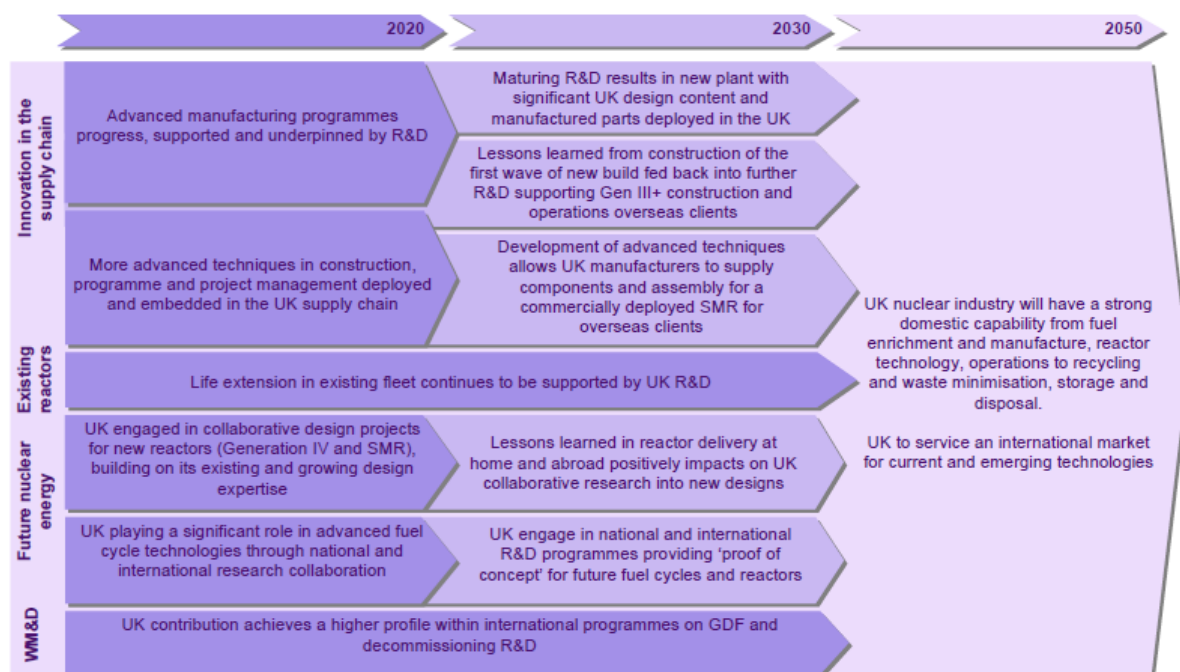 2020
2030
2050
Innovation in the
supply chain
Advanced manufacturing programmes
progress, supported and underpinned by R&D
Maturing R&D results in new plant with
significant UK design content and
manufactured parts deployed in the UK
Lessons learned from construction of the
first wave of new build fed back into further
R&D supporting Gen III+ construction and
operations overseas clients
More advanced techniques in construction,
programme and project management deployed
and embedded in the UK supply chain
Development of advanced techniques
allows UK manufacturers to supply
components and assembly for a
commercially deployed SMR for
overseas clients
Existing
reactors
Life extension in existing fleet continues to be supported by UK R&D
Future nuclear
energy
UK engaged in collaborative design projects
for new reactors (Generation IV and SMR),
building on its existing and growing design
expertise
Lessons learned in reactor delivery at
home and abroad positively impacts on UK
collaborative research into new designs
UK playing a significant role in advanced fuel
cycle technologies through national and
international research collaboration
UK engage in national and international
R&D programmes providing ‘proof of
concept’ for future fuel cycles and reactors
WM&D
UK contribution achieves a higher profile within international programmes on GDF and
decommissioning R&D
UK nuclear industry will have a strong
domestic capability from fuel
enrichment and manufacture, reactor
technology, operations to recycling
and waste minimisation, storage and
disposal.
UK to service an international market
for current and emerging technologies